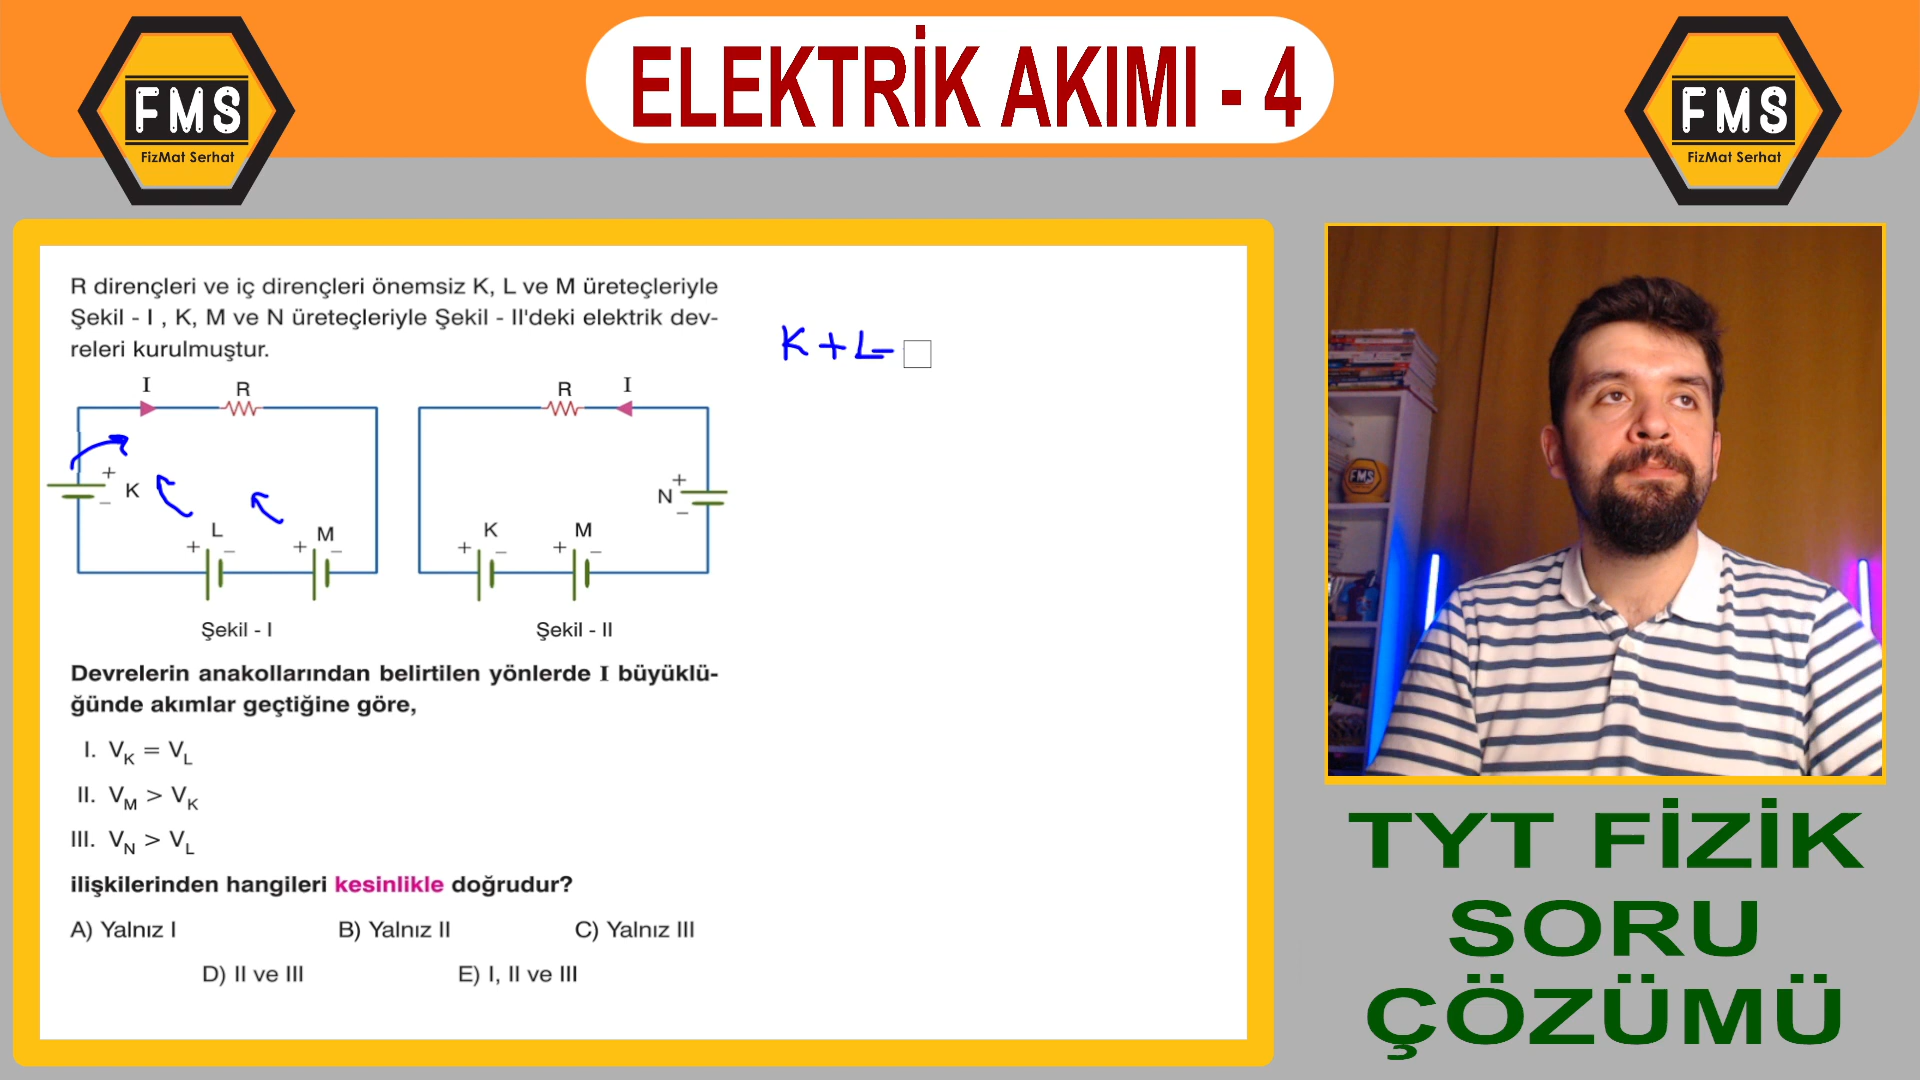 FMS
FizMat Serhat
ELEKTRİK AKIMI - 4
FMS
FizMat Serhat
R dirençleri ve iç dirençleri önemsiz K, L ve M üreteçleriyle
Şekil - I , K, M ve N üreteçleriyle Şekil - II'deki elektrik dev-
releri kurulmuştur.
K + L -
I R
+ K -
L + -
M + -
Şekil - I
R I
N + -
K + -
M + -
Şekil - II
Devrelerin anakollarından belirtilen yönlerde I büyüklü-
ğünde akımlar geçtiğine göre,
I. VK = VL
II. VM > VK
III. VN > VL
ilişkilerinden hangileri kesinlikle doğrudur?
A) Yalnız I B) Yalnız II C) Yalnız III
D) II ve III E) I, II ve III
FMS
TYT FİZİK
SORU
ÇÖZÜMÜ